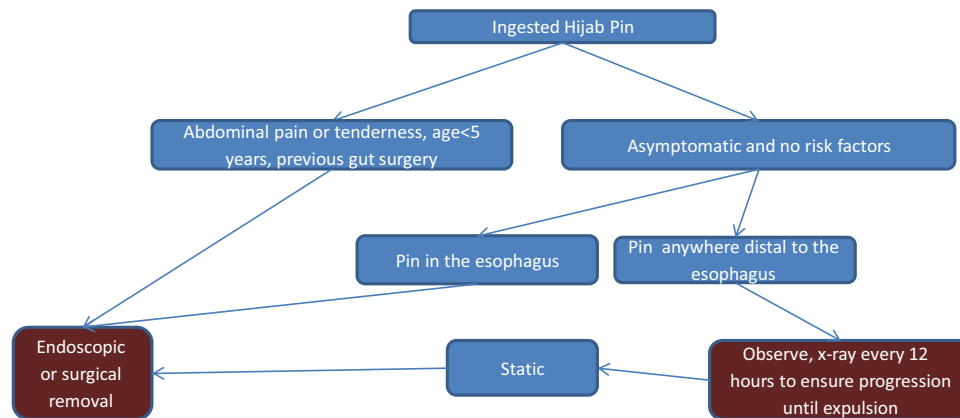 Ingested Hijab Pin
Abdominal pain or tenderness, age<5
years, previous gut surgery
Asymptomatic and no risk factors
Pin in the esophagus
Pin anywhere distal to the
esophagus
Endoscopic
or surgical
removal
Static
Observe, x-ray every 12
hours to ensure progression
until expulsion